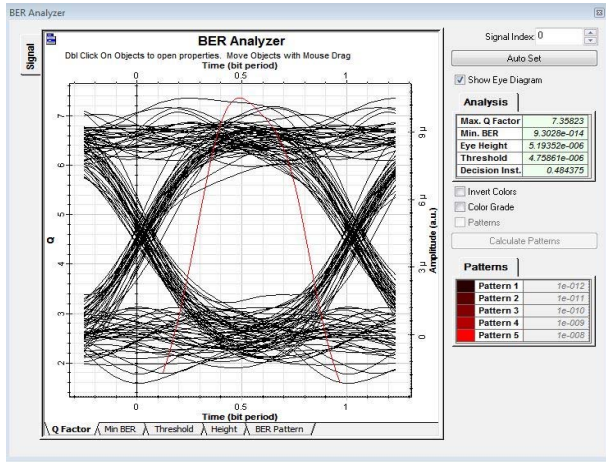 BER Analyzer
Signal
BER Analyzer
Dbl Click On Objects to open properties. Move Objects with Mouse Drag
Time (bit period)
0 0.5 1
7
6
5
4
3
2
Q
9 µ
6 µ
3 µ
0
Amplitude (a.u.)
0 0.5 1
Time (bit period)
Q Factor Min BER Threshold Height BER Pattern
Signal Index: 0
Auto Set
Show Eye Diagram
Analysis
Max. Q Factor 7.35823
Min. BER 9.3028e-014
Eye Height 5.19352e-006
Threshold 4.75861e-006
Decision Inst. 0.484375
Invert Colors
Color Grade
Patterns
Calculate Patterns
Patterns
Pattern 1 1e-012
Pattern 2 1e-011
Pattern 3 1e-010
Pattern 4 1e-009
Pattern 5 1e-008